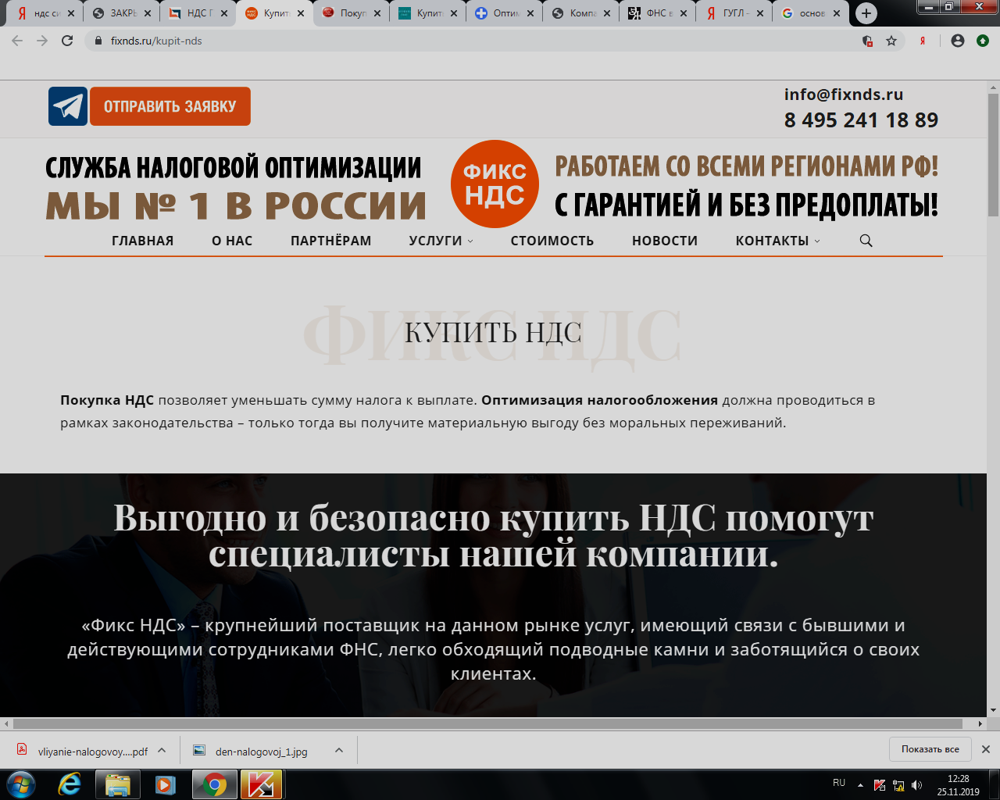 ндс си
ЗАКРЫ
НДС Г
Купит
Покуп
Купит
Оптим
Компа
ФНС в
ГУГЛ –
основ
fixnds.ru/kupit-nds
ОТПРАВИТЬ ЗАЯВКУ
info@fixnds.ru
8 495 241 18 89
СЛУЖБА НАЛОГОВОЙ ОПТИМИЗАЦИИ
МЫ № 1 В РОССИИ
ФИКС
НДС
РАБОТАЕМ СО ВСЕМИ РЕГИОНАМИ РФ!
С ГАРАНТИЕЙ И БЕЗ ПРЕДОПЛАТЫ!
ГЛАВНАЯ О НАС ПАРТНЁРАМ УСЛУГИ СТОИМОСТЬ НОВОСТИ КОНТАКТЫ
ФИКС НДС
КУПИТЬ НДС
Покупка НДС позволяет уменьшать сумму налога к выплате. Оптимизация налогообложения должна проводиться в
рамках законодательства – только тогда вы получите материальную выгоду без моральных переживаний.
Выгодно и безопасно купить НДС помогут
специалисты нашей компании.
«Фикс НДС» – крупнейший поставщик на данном рынке услуг, имеющий связи с бывшими и
действующими сотрудниками ФНС, легко обходящий подводные камни и заботящийся о своих
клиентах.
vliyanie-nalogovoy....pdf
den-nalogovoj_1.jpg
Показать все
RU
12:28
25.11.2019